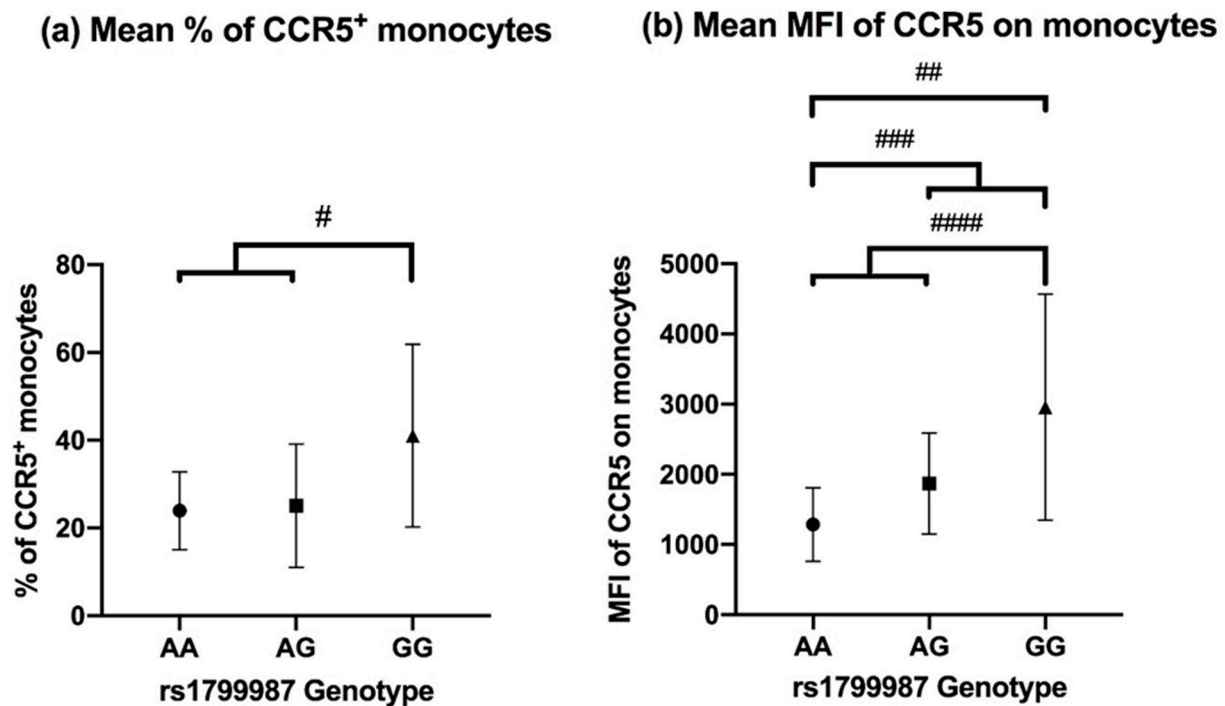 (a) Mean % of CCR5⁺ monocytes
#
% of CCR5⁺ monocytes
80
60
40
20
0
AA AG GG
rs1799987 Genotype
(b) Mean MFI of CCR5 on monocytes
##
###
####
MFI of CCR5 on monocytes
5000
4000
3000
2000
1000
0
AA AG GG
rs1799987 Genotype